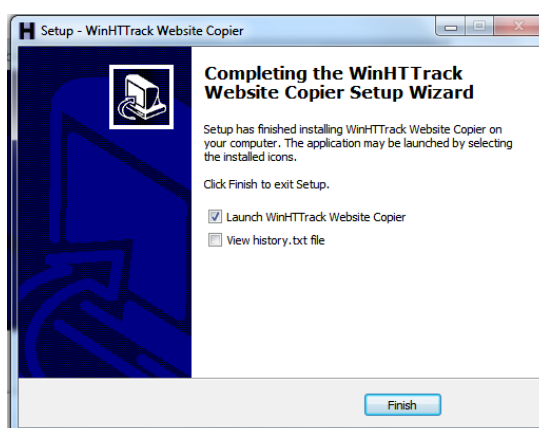 Setup - WinHTTrack Website Copier
Completing the WinHTTrack
Website Copier Setup Wizard
Setup has finished installing WinHTTrack Website Copier on
your computer. The application may be launched by selecting
the installed icons.
Click Finish to exit Setup.
Launch WinHTTrack Website Copier
View history.txt file
Finish